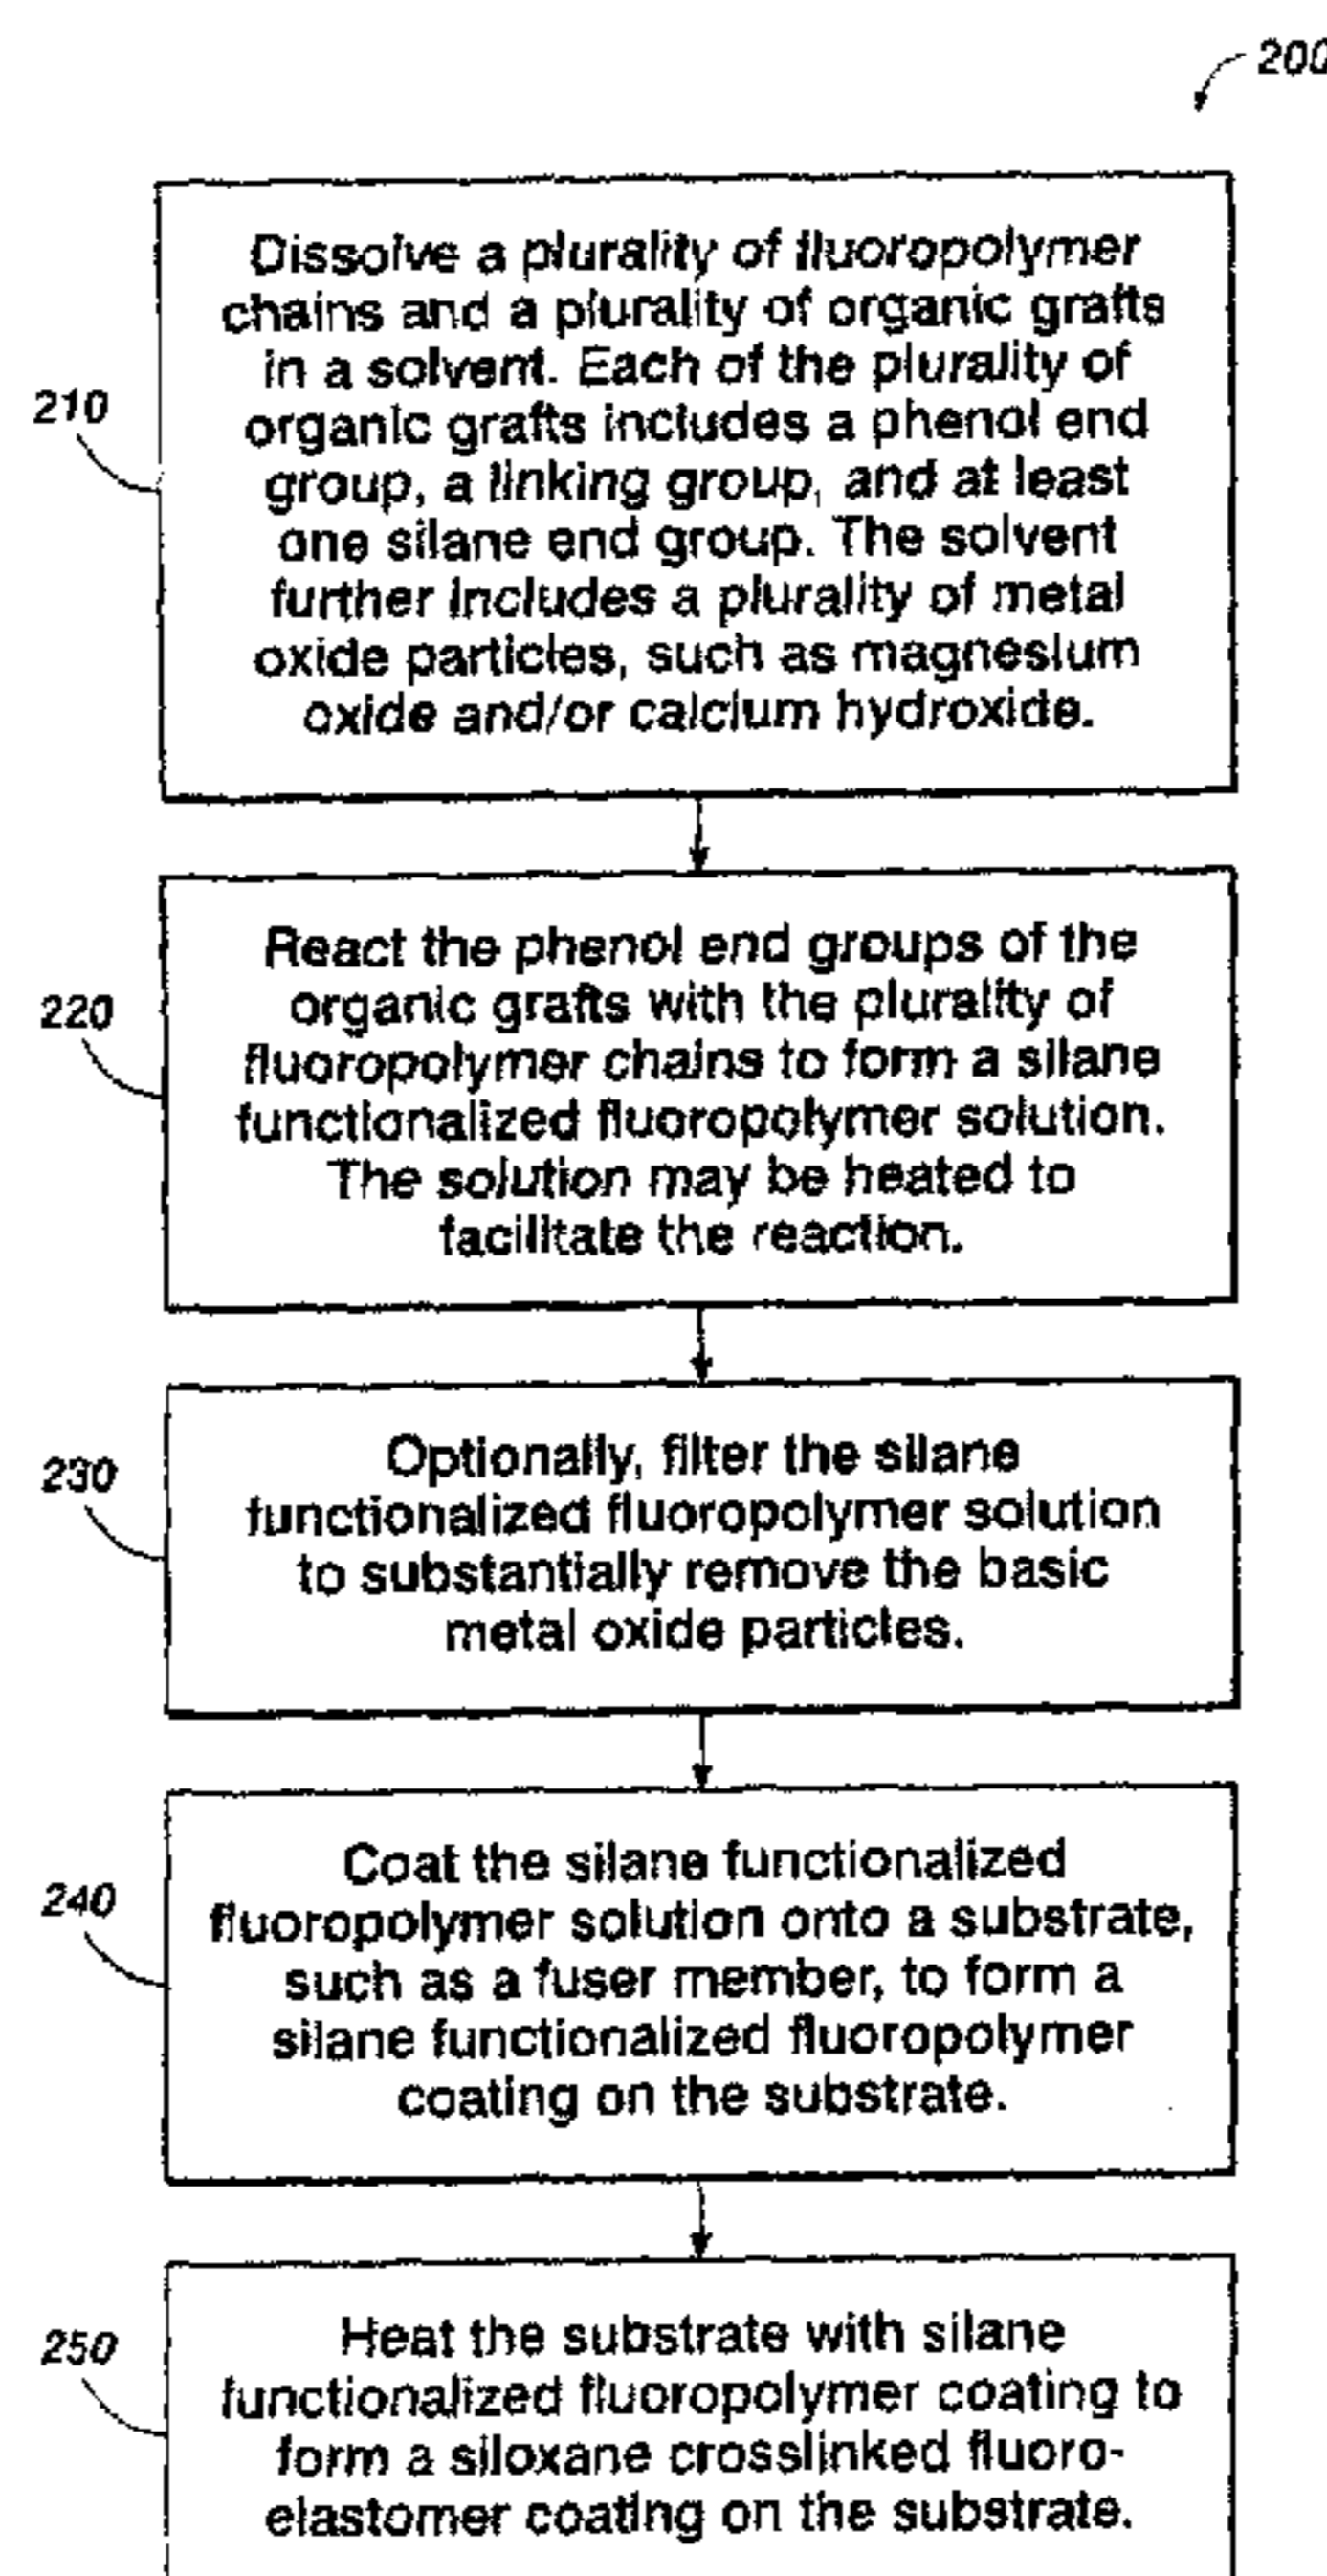 200
Dissolve a plurality of fluoropolymer
chains and a plurality of organic grafts
in a solvent. Each of the plurality of
organic grafts includes a phenol end
group, a linking group, and at least
one silane end group. The solvent
further includes a plurality of metal
oxide particles, such as magnesium
oxide and/or calcium hydroxide.
210
React the phenol end groups of the
organic grafts with the plurality of
fluoropolymer chains to form a silane
functionalized fluoropolymer solution.
The solution may be heated to
facilitate the reaction.
220
Optionally, filter the silane
functionalized fluoropolymer solution
to substantially remove the basic
metal oxide particles.
230
Coat the silane functionalized
fluoropolymer solution onto a substrate,
such as a fuser member, to form a
silane functionalized fluoropolymer
coating on the substrate.
240
Heat the substrate with silane
functionalized fluoropolymer coating to
form a siloxane crosslinked fluoro-
elastomer coating on the substrate.
250